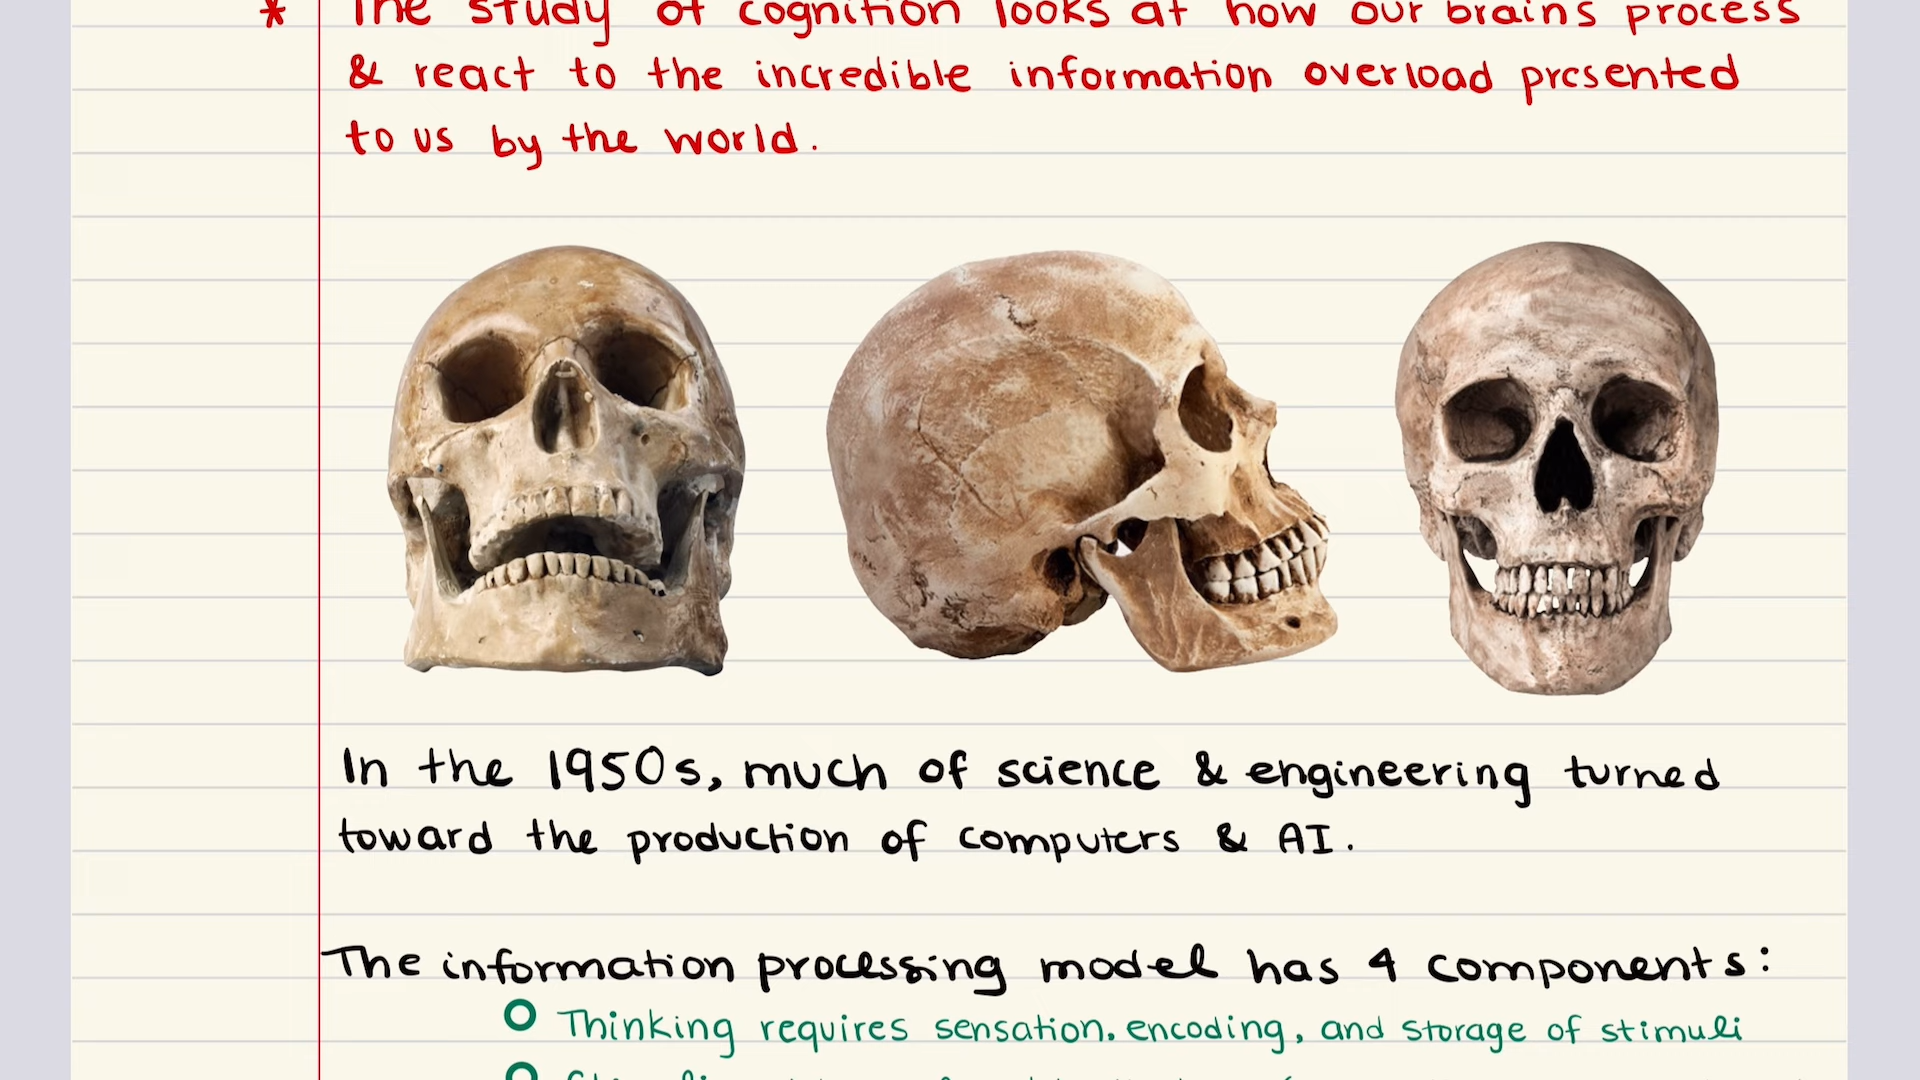 * The study of cognition looks at how our brains process
& react to the incredible information overload presented
to us by the world.
In the 1950s, much of science & engineering turned
toward the production of computers & AI.
The information processing model has 4 components:
Thinking requires sensation, encoding, and storage of stimuli